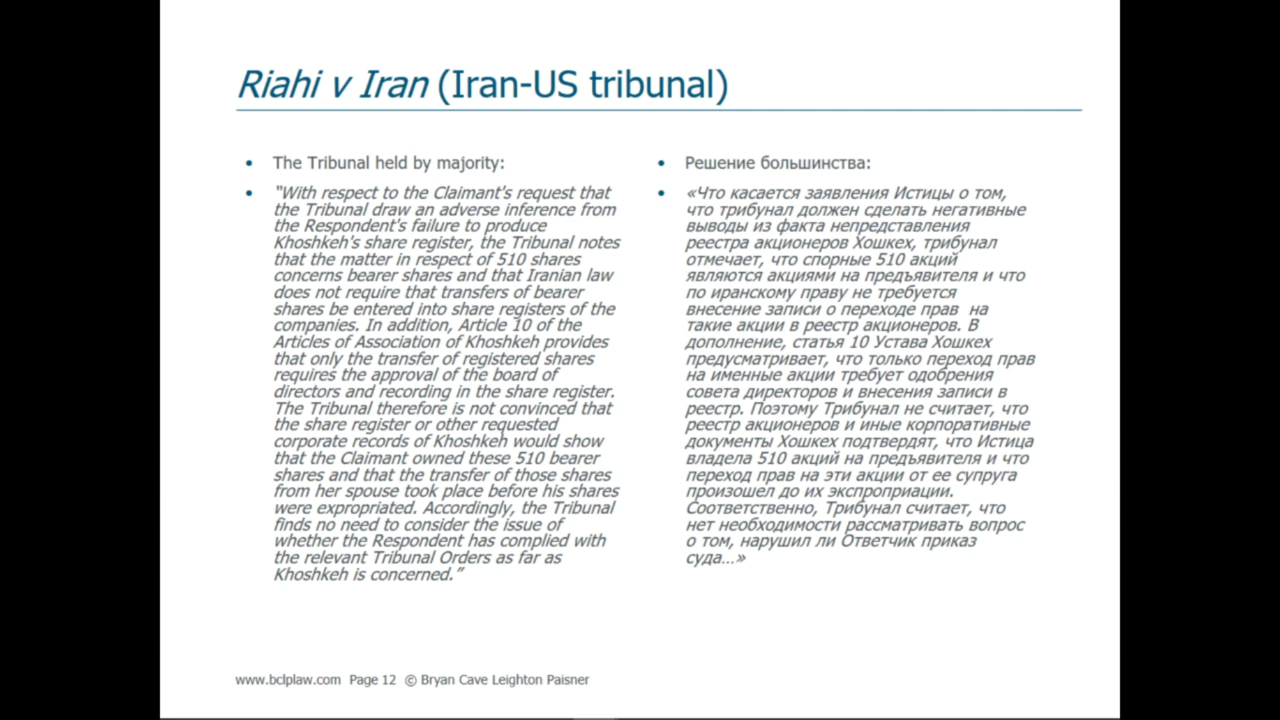 Riahi v Iran (Iran-US tribunal)
• The Tribunal held by majority:
• "With respect to the Claimant's request that
the Tribunal draw an adverse inference from
the Respondent's failure to produce
Khoshkeh's share register, the Tribunal notes
that the matter in respect of 510 shares
concerns bearer shares and that Iranian law
does not require that transfers of bearer
shares be entered into share registers of the
companies. In addition, Article 10 of the
Articles of Association of Khoshkeh provides
that only the transfer of registered shares
requires the approval of the board of
directors and recording in the share register.
The Tribunal therefore is not convinced that
the share register or other requested
corporate records of Khoshkeh would show
that the Claimant owned these 510 bearer
shares and that the transfer of those shares
from her spouse took place before his shares
were expropriated. Accordingly, the Tribunal
finds no need to consider the issue of
whether the Respondent has complied with
the relevant Tribunal Orders as far as
Khoshkeh is concerned."
• Решение большинства:
• «Что касается заявления Истицы о том,
что трибунал должен сделать негативные
выводы из факта непредставления
реестра акционеров Хошкех, трибунал
отмечает, что спорные 510 акций
являются акциями на предъявителя и что
по иранскому праву не требуется
внесение записи о переходе прав на
такие акции в реестр акционеров. В
дополнение, статья 10 Устава Хошкех
предусматривает, что только переход прав
на именные акции требует одобрения
совета директоров и внесения записи в
реестр. Поэтому Трибунал не считает, что
реестр акционеров и иные корпоративные
документы Хошкех подтвердят, что Истица
владела 510 акций на предъявителя и что
переход прав на эти акции от ее супруга
произошел до их экспроприации.
Соответственно, Трибунал считает, что
нет необходимости рассматривать вопрос
о том, нарушил ли Ответчик приказ
суда…»
www.bclplaw.com Page 12 © Bryan Cave Leighton Paisner